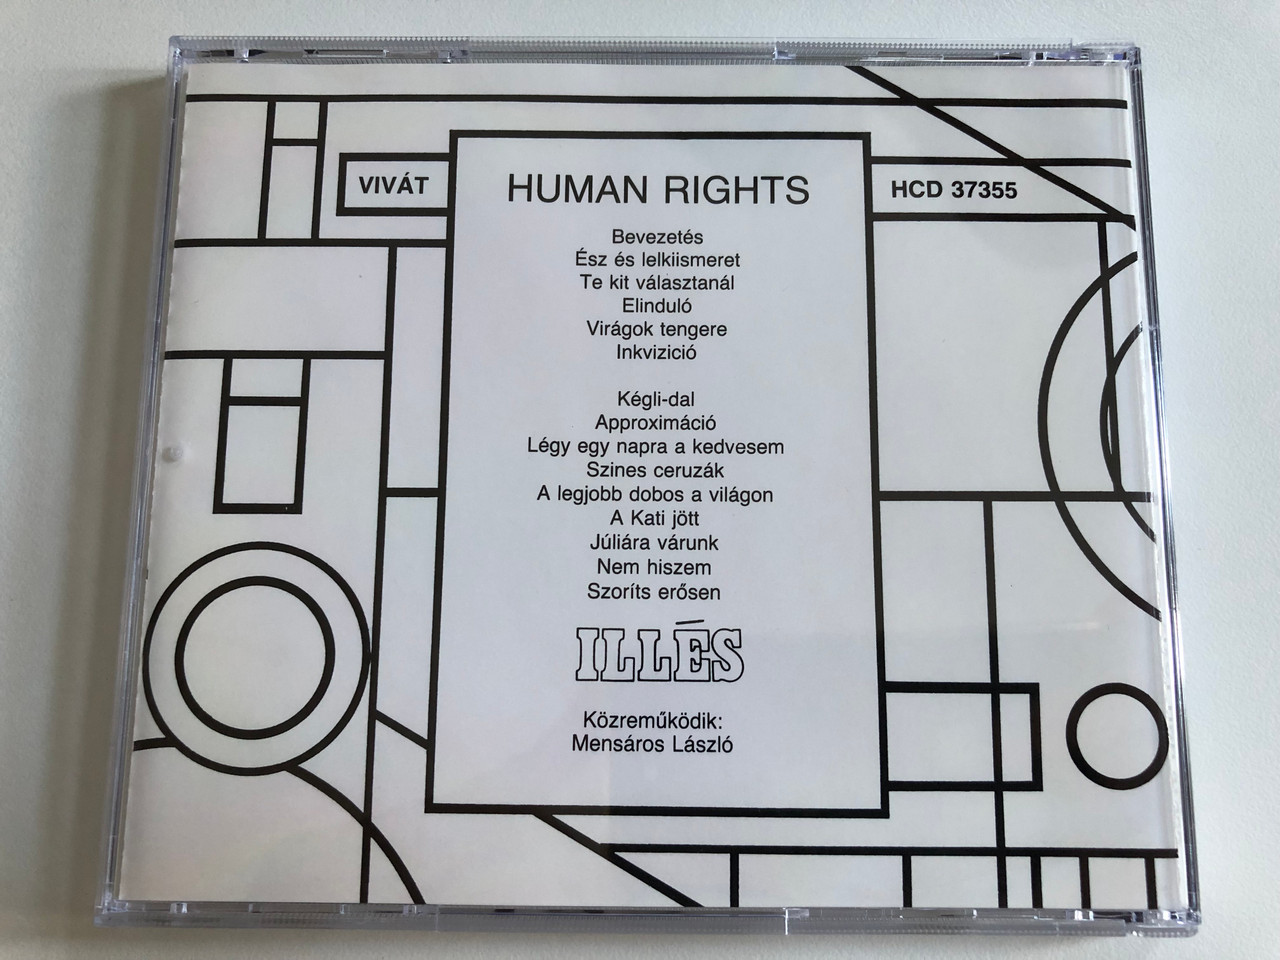 VIVÁT
HUMAN RIGHTS
HCD 37355
Bevezetés
Ész és lelkiismeret
Te kit választanál
Elinduló
Virágok tengere
Inkvizició
Kégli-dal
Approximáció
Légy egy napra a kedvesem
Szines ceruzák
A legjobb dobos a világon
A Kati jött
Júliára várunk
Nem hiszem
Szoríts erősen
ILLÉS
Közreműködik:
Mensáros László